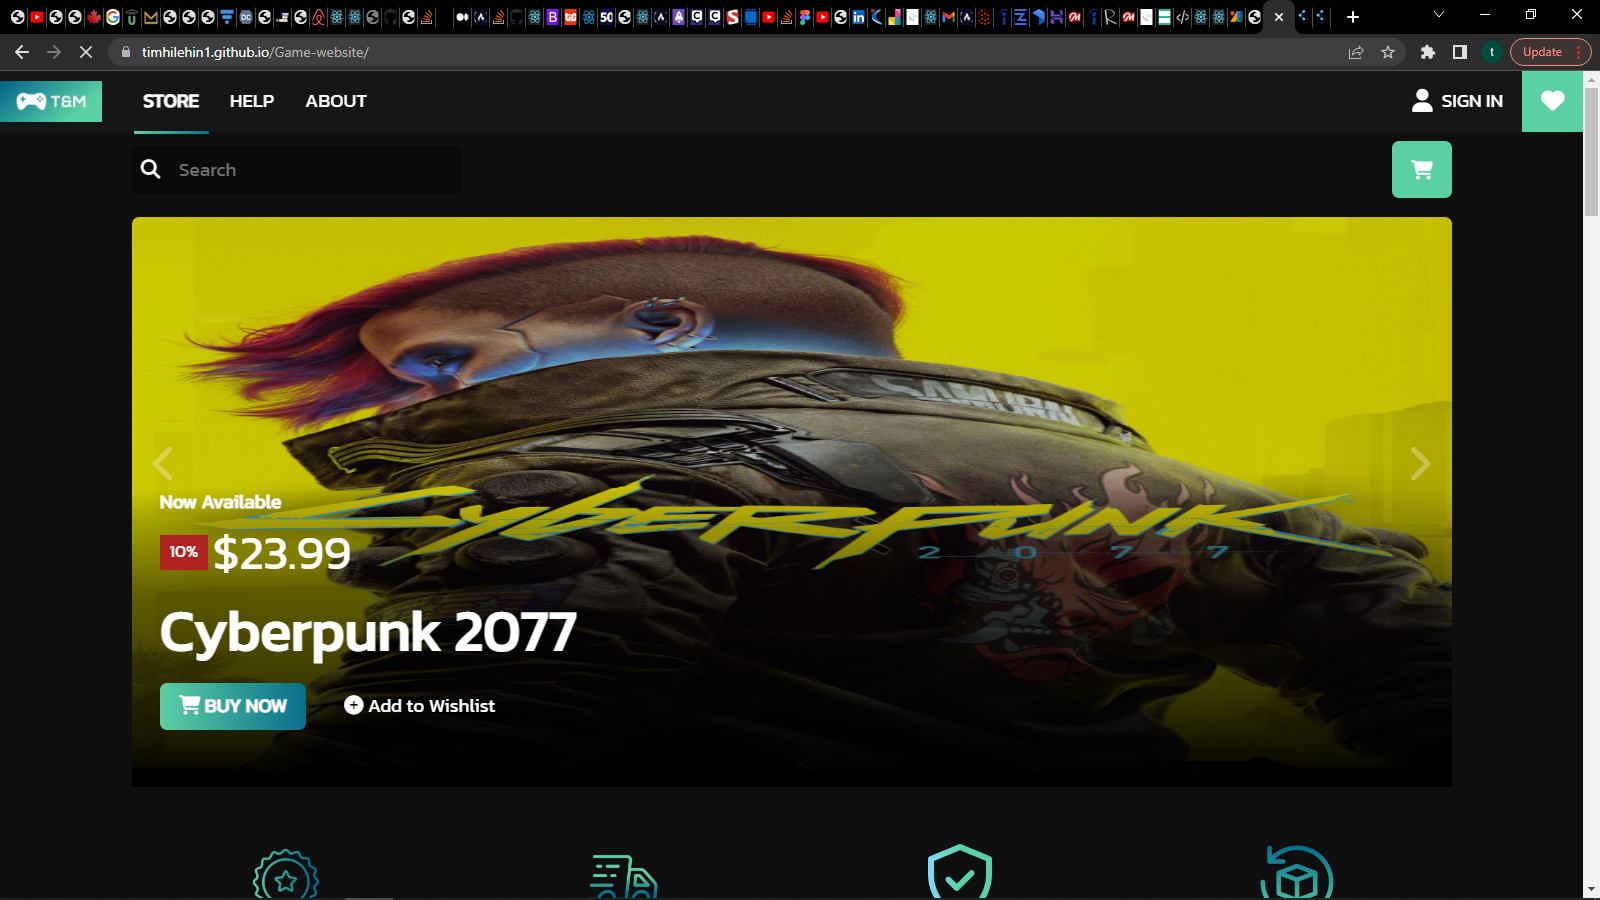 timhilehin1.github.io/Game-website/
Update
T&M
STORE
HELP
ABOUT
SIGN IN
Search
SAMURAI
Now Available
CYBERPUNK
2077
10%
$23.99
Cyberpunk 2077
BUY NOW
Add to Wishlist